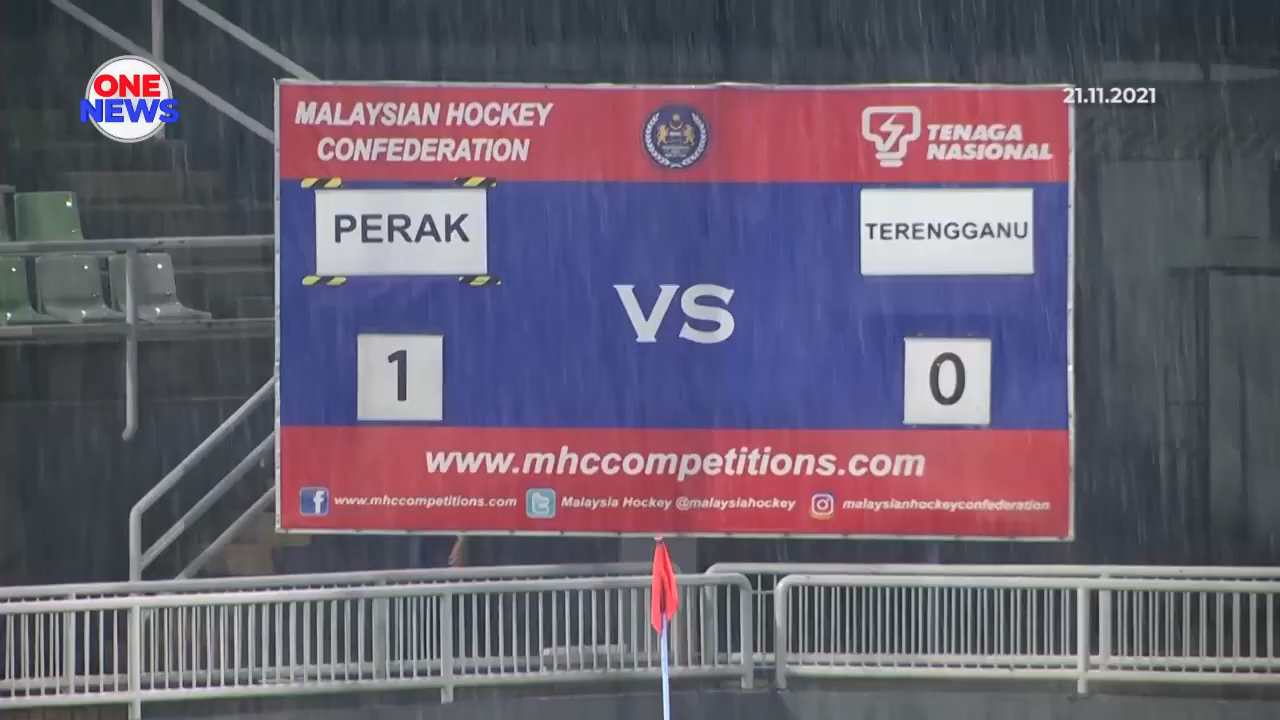 ONE
NEWS
21.11.2021
MALAYSIAN HOCKEY
CONFEDERATION
TENAGA
NASIONAL
PERAK
TERENGGANU
VS
1
0
www.mhccompetitions.com
www.mhccompetitions.com
Malaysia Hockey @malaysiahockey
malaysianhockeyconfederation